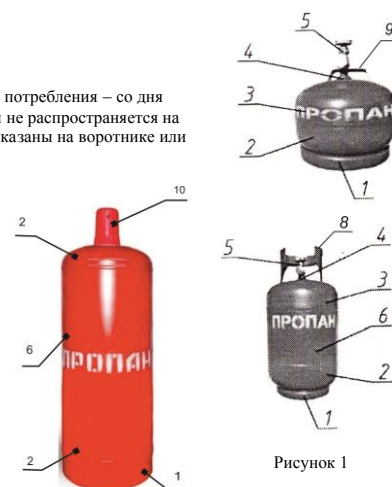 потребления – со дня
не распространяется на
казаны на воротнике или
5
9
4
3
ПРОПАН
2
1
10
2
6
ПРОПАН
2
1
8
5
4
3
ПРОПАН
6
2
1
Рисунок 1